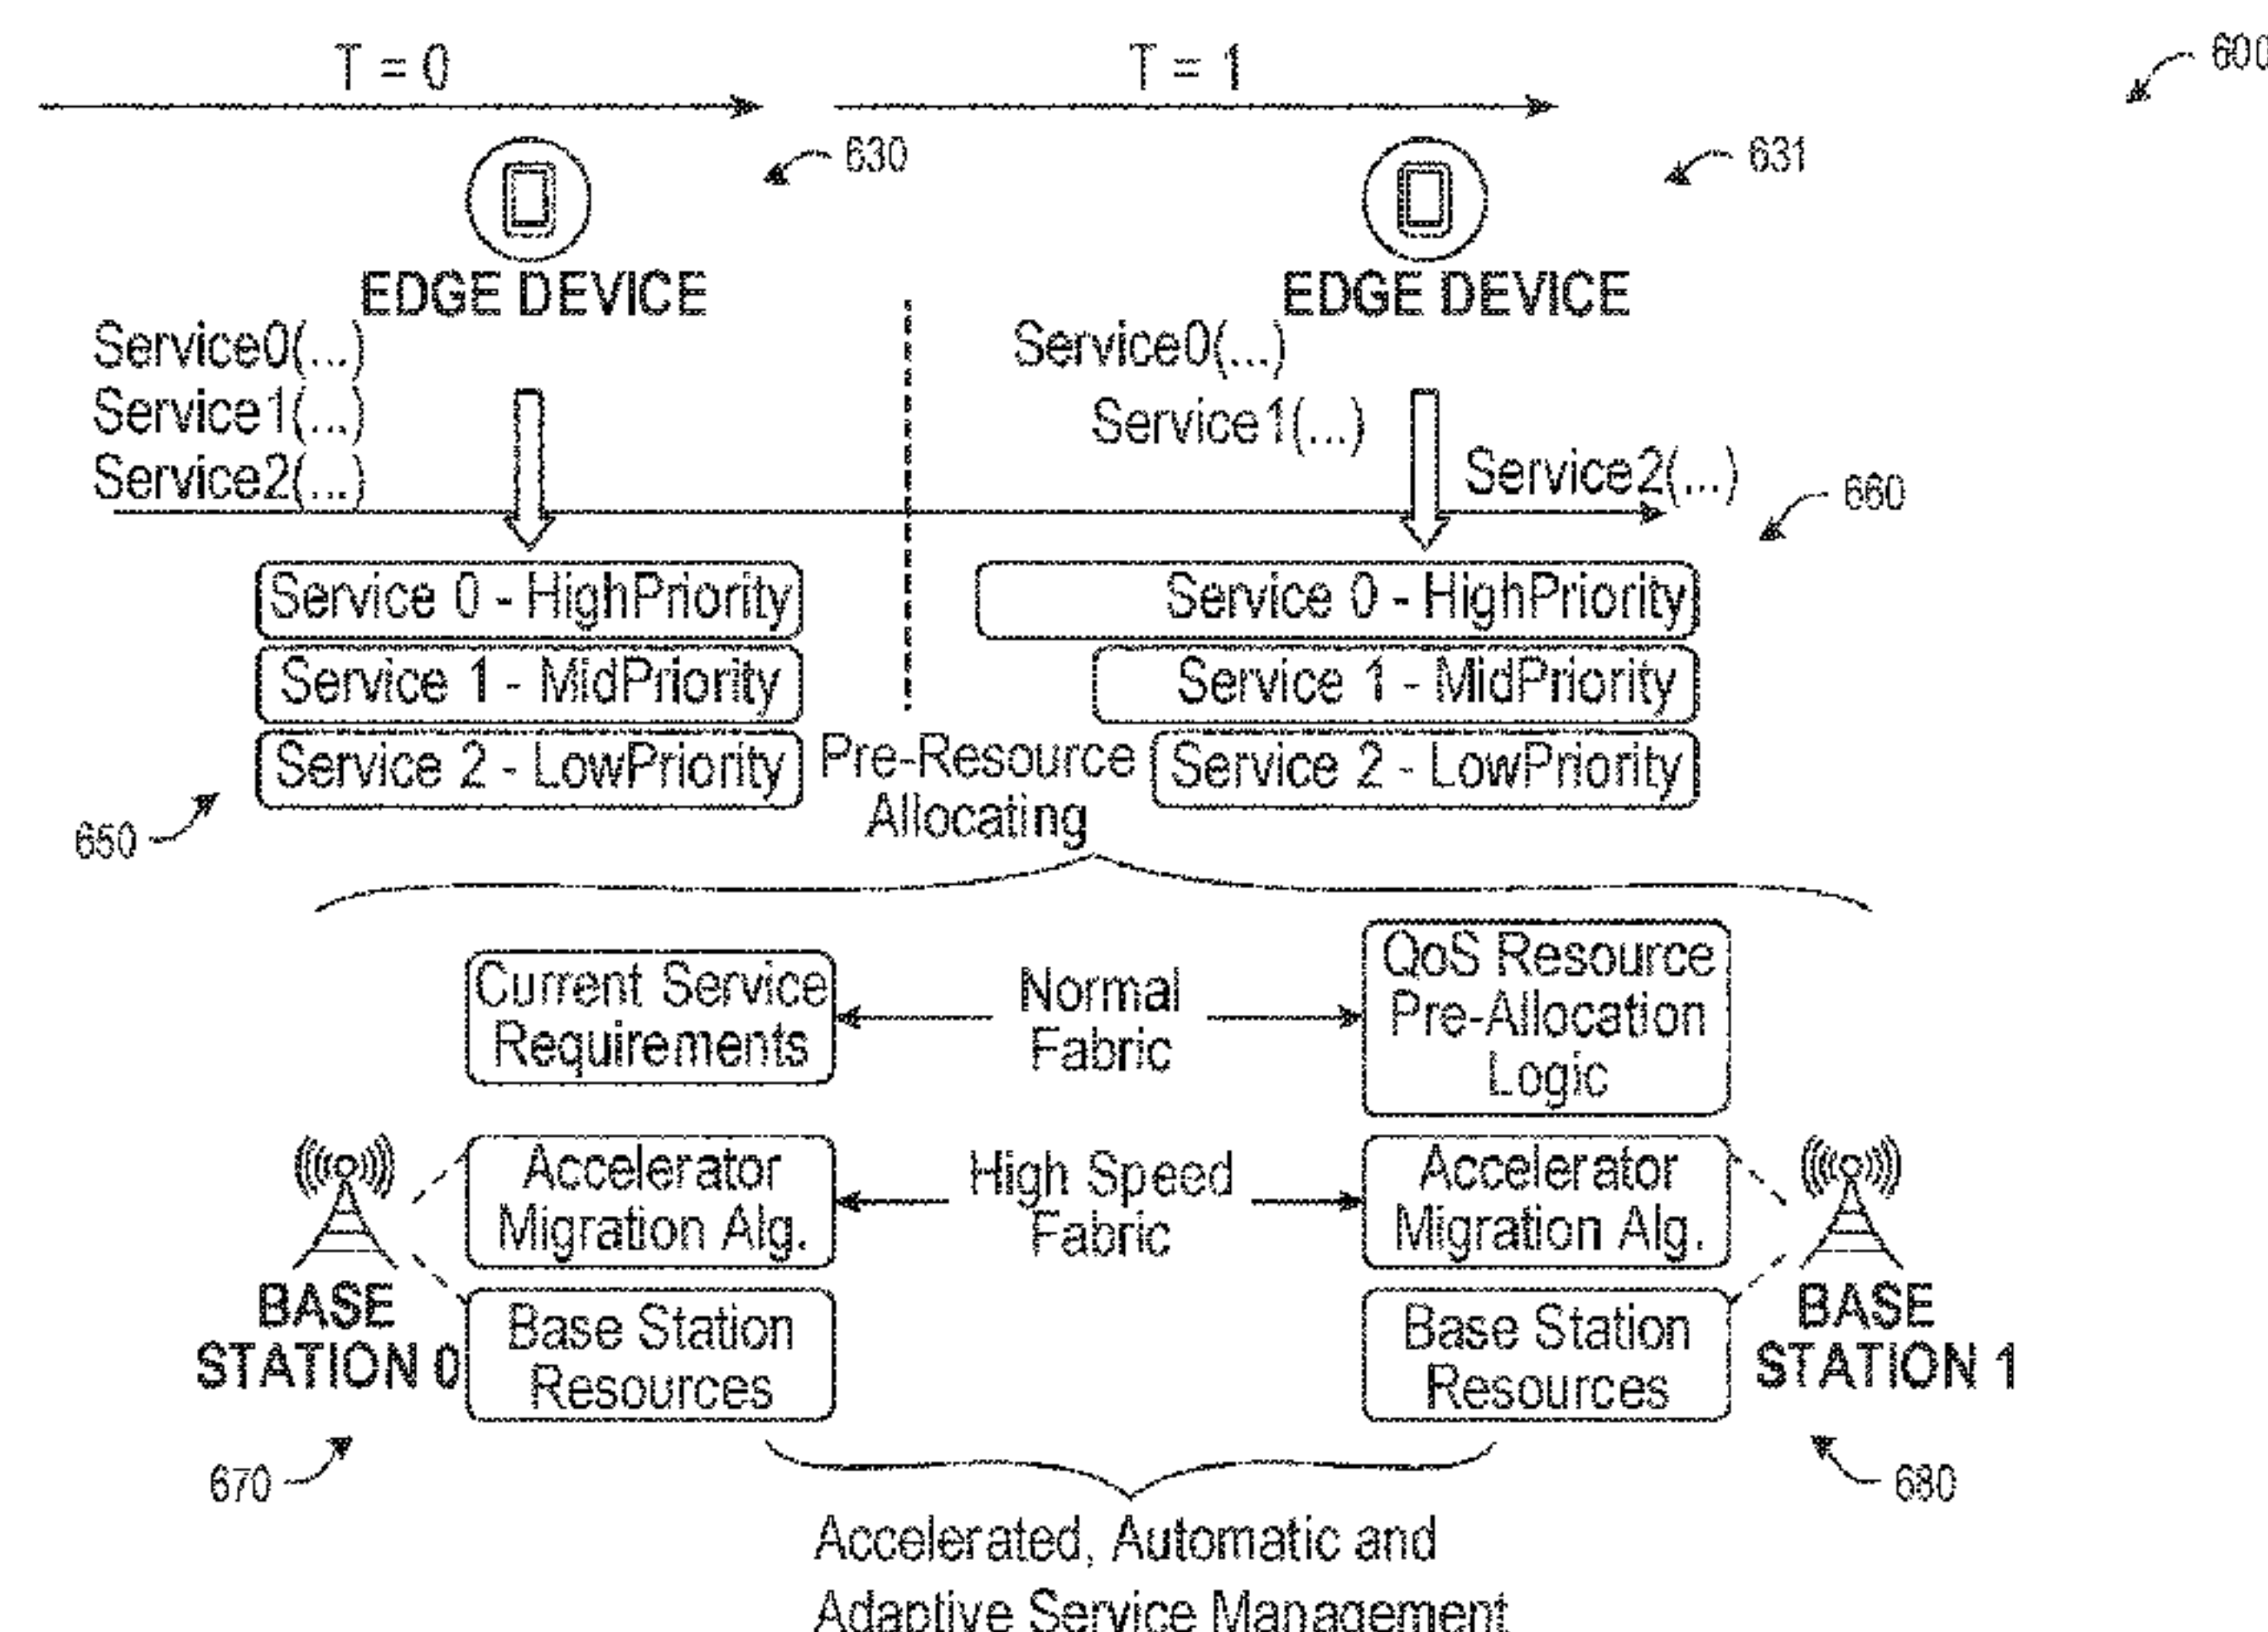 T = 0
T = 1
600
630
631
EDGE DEVICE
EDGE DEVICE
Service0(...)
Service1(...)
Service2(...)
Service0(...)
Service1(...)
Service2(...)
660
Service 0 - HighPriority
Service 1 - MidPriority
Service 2 - LowPriority
Service 0 - HighPriority
Service 1 - MidPriority
Service 2 - LowPriority
650
Pre-Resource
Allocating
Current Service
Requirements
Normal
Fabric
QoS Resource
Pre-Allocation
Logic
Accelerator
Migration Alg.
High Speed
Fabric
Accelerator
Migration Alg.
BASE
STATION 0
Base Station
Resources
Base Station
Resources
BASE
STATION 1
670
680
Accelerated, Automatic and
Adaptive Service Management